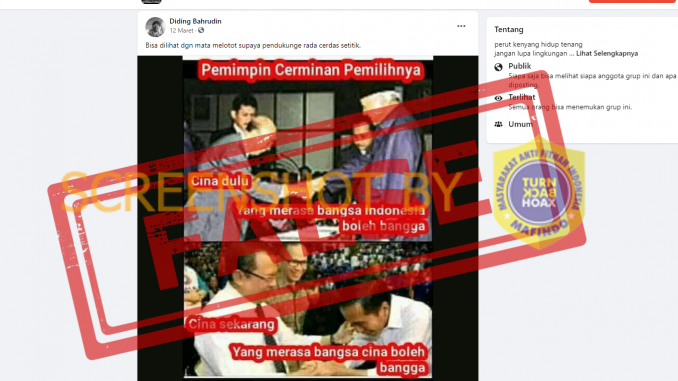 Diding Bahrudin
12 Maret ·
Bisa dilihat dgn mata melotot supaya pendukunge rada cerdas setitik.
Pemimpin Cerminan Pemilihnya
Cina dulu
Yang merasa bangsa indonesia
boleh bangga
Cina sekarang
Yang merasa bangsa cina boleh
bangga
SCREENSHOT BY
FALSE
MASYARAKAT ANTI FITNAH INDONESIA
TURN
BACK
HOAX
MAFINDO
Tentang
perut kenyang hidup tenang
jangan lupa lingkungan ... Lihat Selengkapnya
Publik
Siapa saja bisa melihat siapa anggota grup ini dan apa
diposting.
Terlihat
Semua orang bisa menemukan grup ini.
Umum